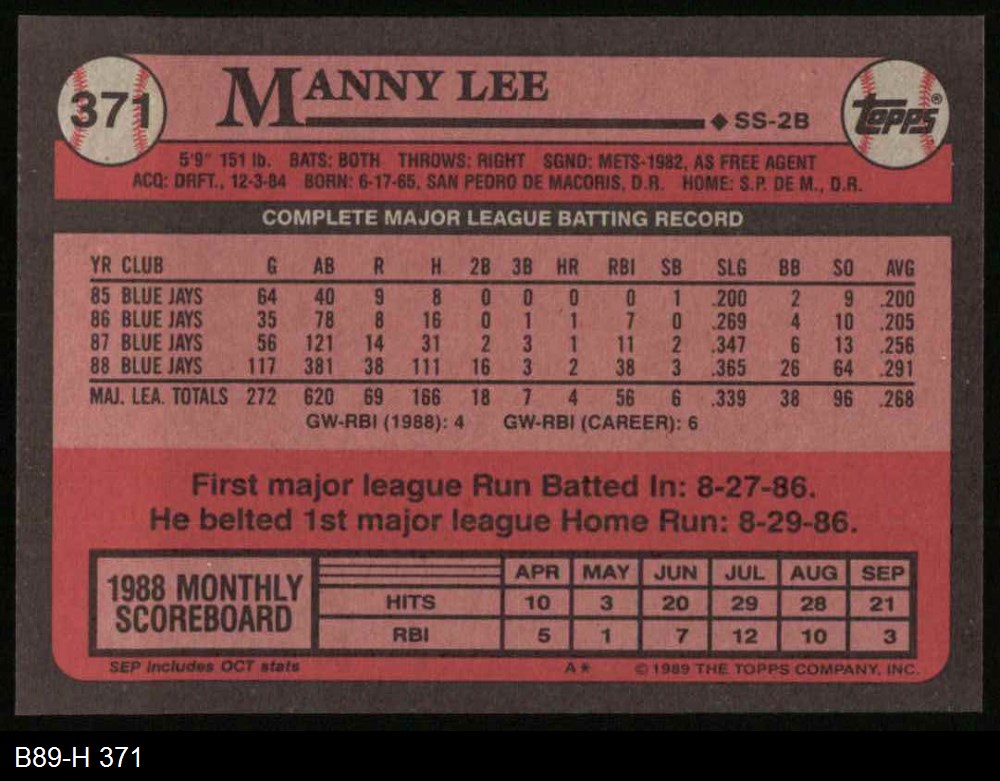 371
MANNY LEE
◆ SS-2B
Topps®
5'9" 151 lb. BATS: BOTH THROWS: RIGHT SGND: METS-1982, AS FREE AGENT
ACQ: DRFT., 12-3-84 BORN: 6-17-65, SAN PEDRO DE MACORIS, D.R. HOME: S.P. DE M., D.R.
COMPLETE MAJOR LEAGUE BATTING RECORD
YR CLUB G AB R H 2B 3B HR RBI SB SLG BB SO AVG
85 BLUE JAYS 64 40 9 8 0 0 0 0 1 .200 2 9 .200
86 BLUE JAYS 35 78 8 16 0 1 1 7 0 .269 4 10 .205
87 BLUE JAYS 56 121 14 31 2 3 1 11 2 .347 6 13 .256
88 BLUE JAYS 117 381 38 111 16 3 2 38 3 .365 26 64 .291
MAJ. LEA. TOTALS 272 620 69 166 18 7 4 56 6 .339 38 96 .268
GW-RBI (1988): 4 GW-RBI (CAREER): 6
First major league Run Batted In: 8-27-86.
He belted 1st major league Home Run: 8-29-86.
1988 MONTHLY
SCOREBOARD
APR MAY JUN JUL AUG SEP
HITS 10 3 20 29 28 21
RBI 5 1 7 12 10 3
SEP includes OCT stats A* © 1989 THE TOPPS COMPANY, INC.
B89-H 371